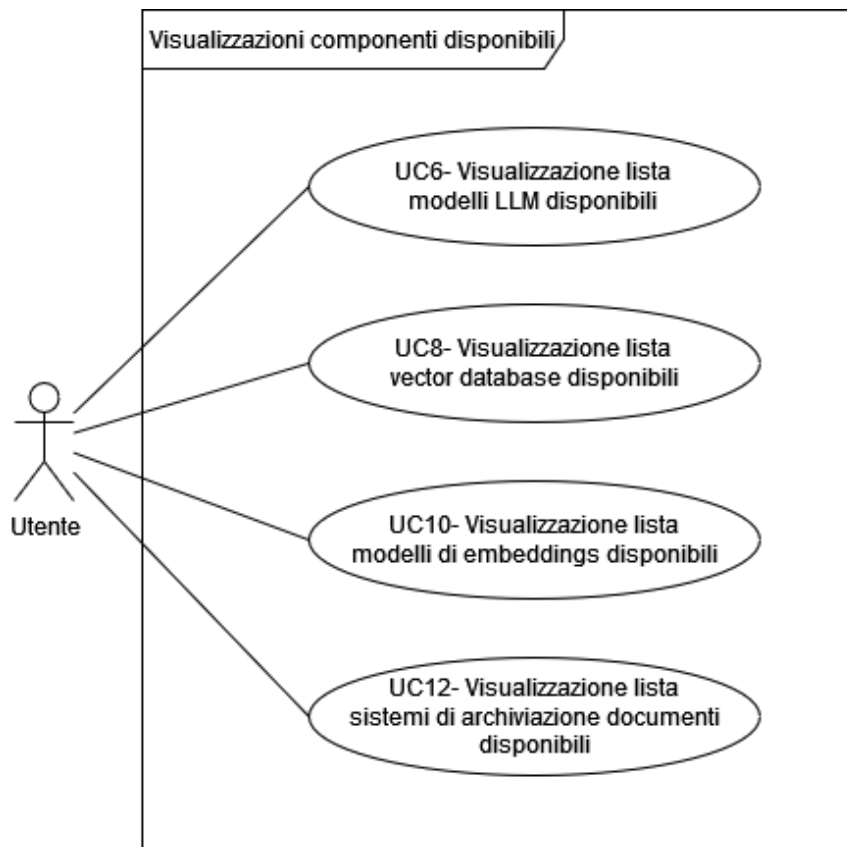 Visualizzazioni componenti disponibili
UC6- Visualizzazione lista
modelli LLM disponibili
UC8- Visualizzazione lista
vector database disponibili
UC10- Visualizzazione lista
modelli di embeddings disponibili
Utente
UC12- Visualizzazione lista
sistemi di archiviazione documenti
disponibili